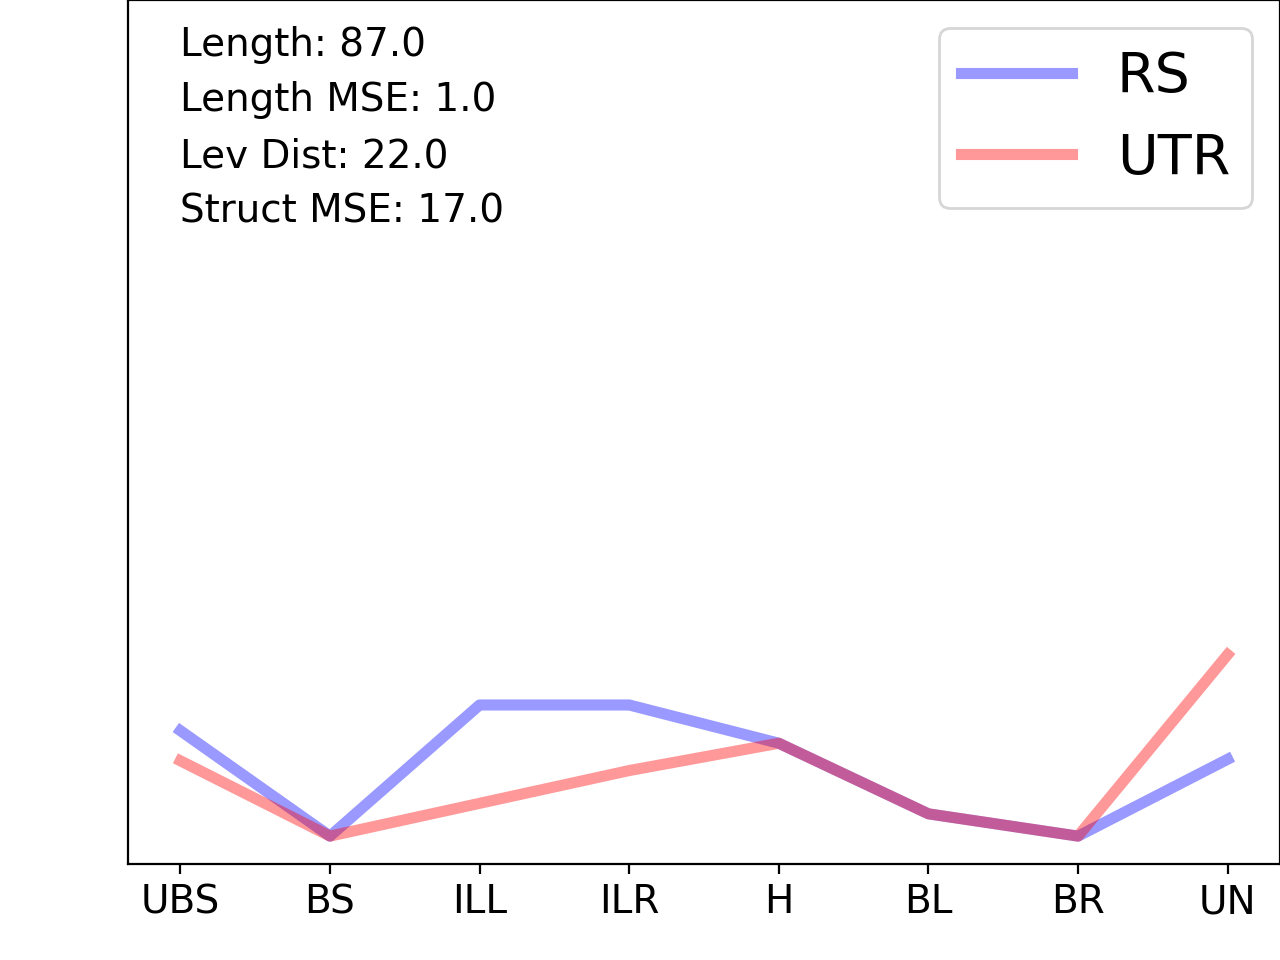 Length: 87.0
Length MSE: 1.0
Lev Dist: 22.0
Struct MSE: 17.0
RS
UTR
UBS BS ILL ILR H BL BR UN